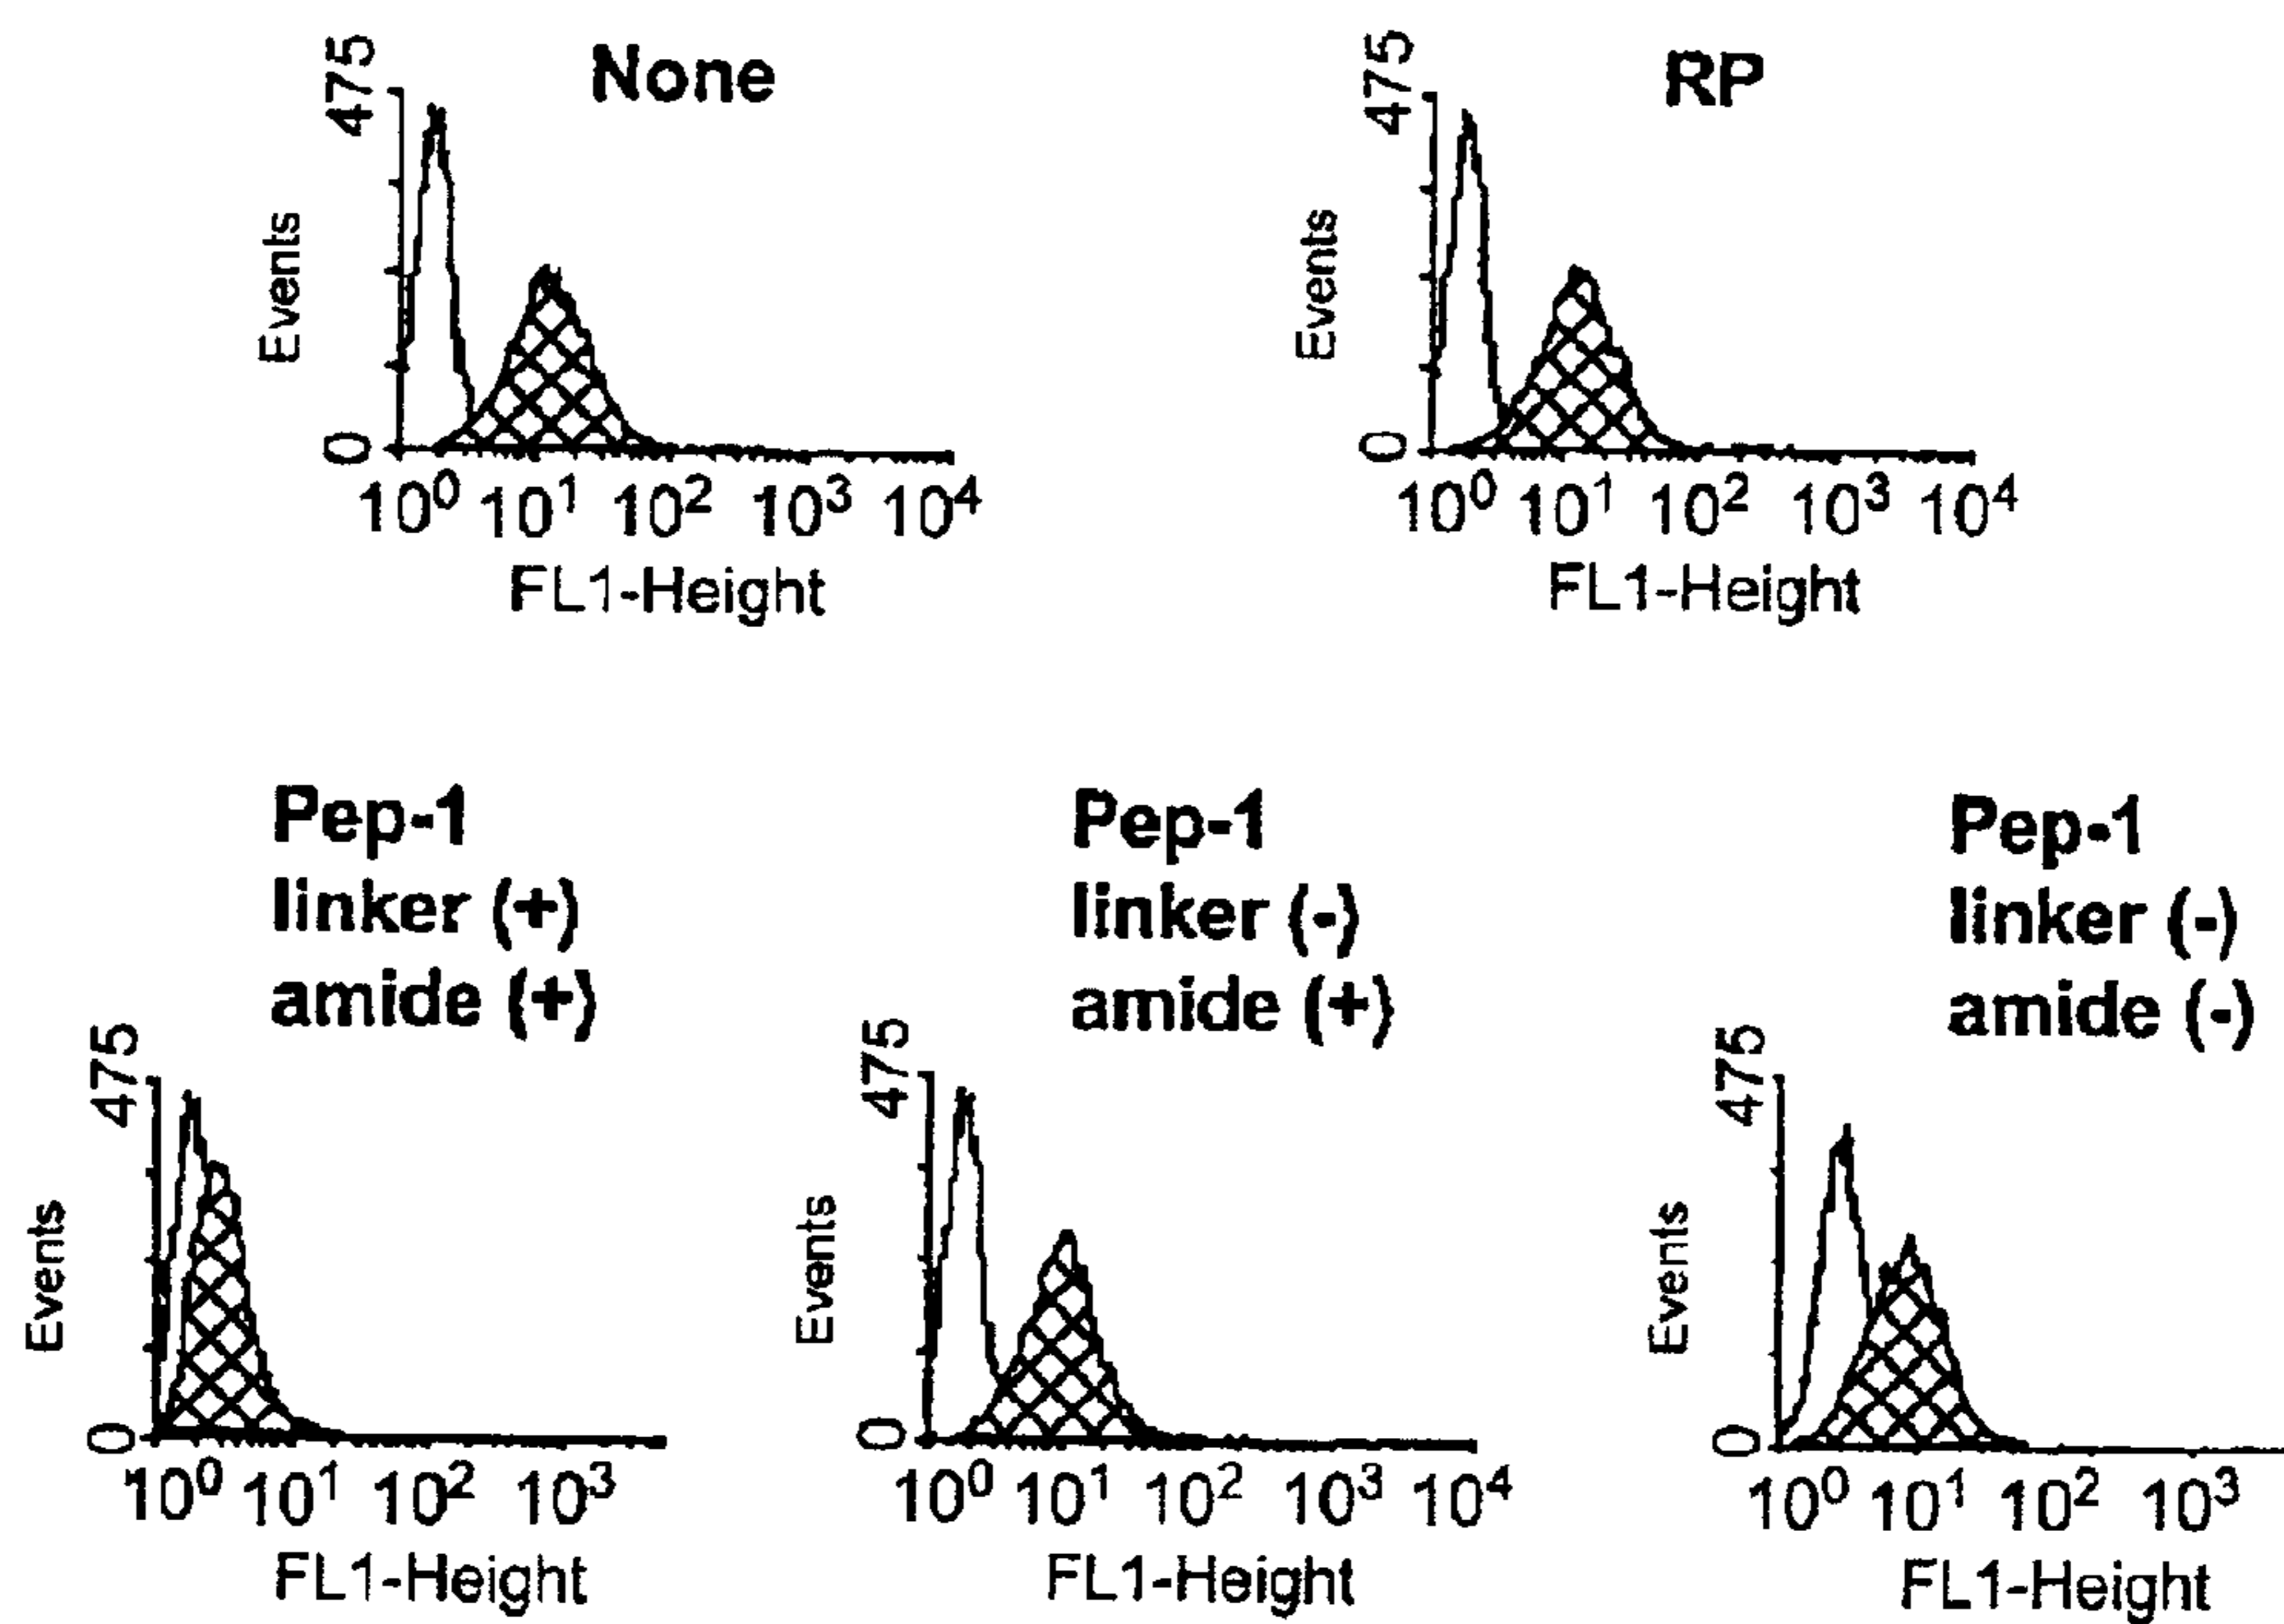 None
475
Events
0
10⁰ 10¹ 10² 10³ 10⁴
FL1-Height
RP
475
Events
0
10⁰ 10¹ 10² 10³ 10⁴
FL1-Height
Pep-1
linker (+)
amide (+)
475
Events
0
10⁰ 10¹ 10² 10³
FL1-Height
Pep-1
linker (-)
amide (+)
475
Events
0
10⁰ 10¹ 10² 10³ 10⁴
FL1-Height
Pep-1
linker (-)
amide (-)
475
Events
0
10⁰ 10¹ 10² 10³
FL1-Height